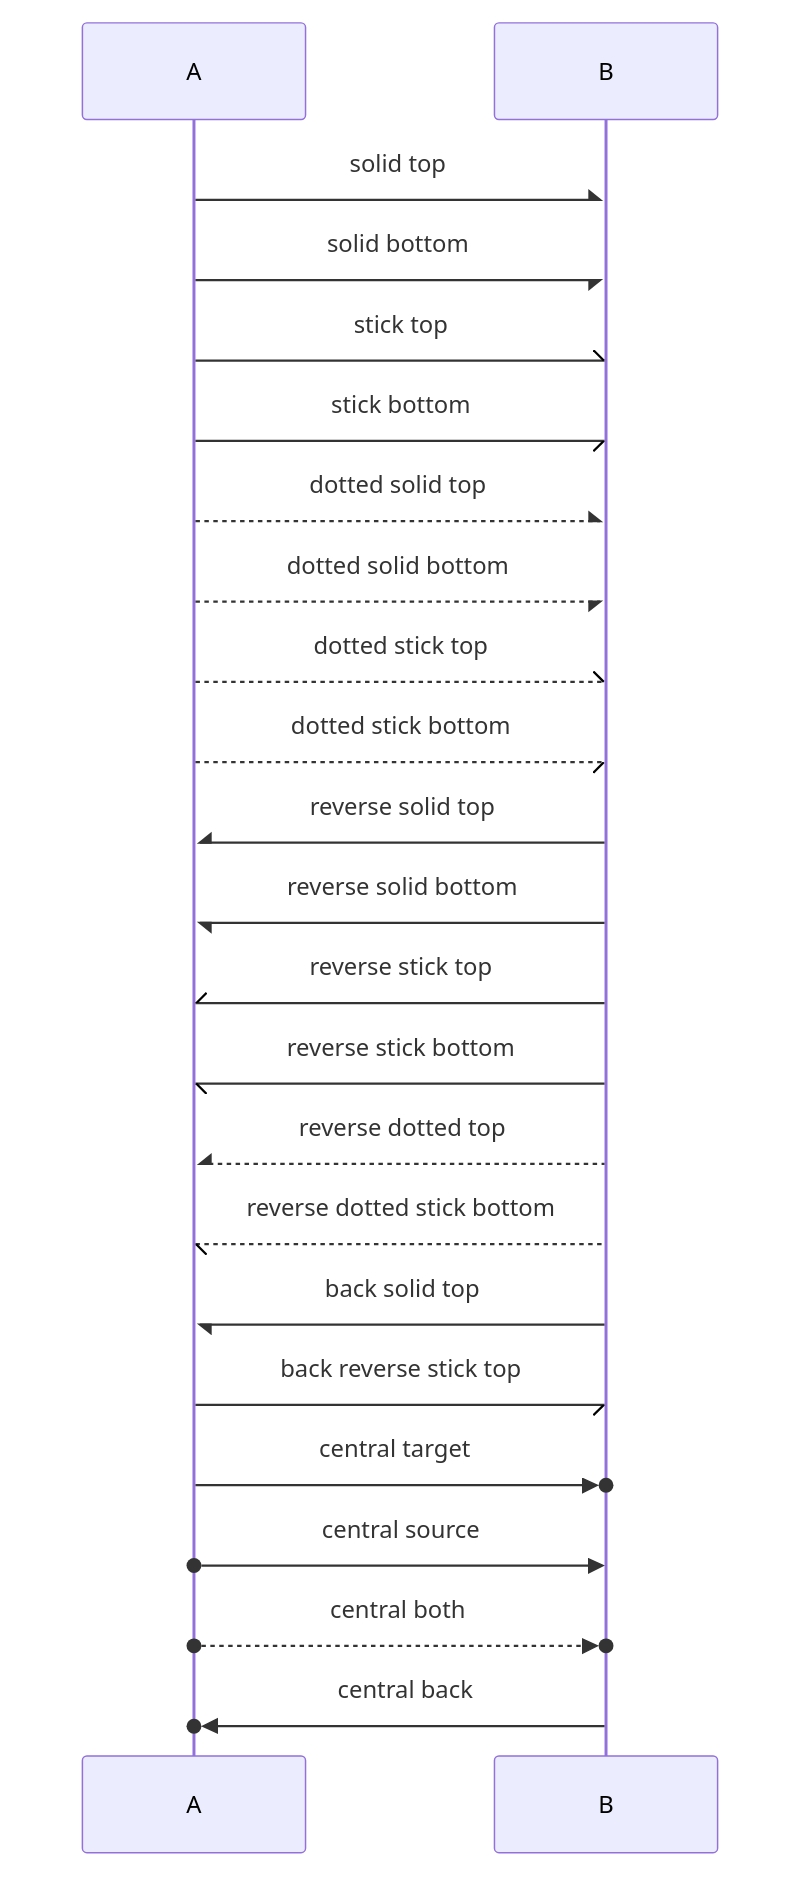 A
B
solid top
solid bottom
stick top
stick bottom
dotted solid top
dotted solid bottom
dotted stick top
dotted stick bottom
reverse solid top
reverse solid bottom
reverse stick top
reverse stick bottom
reverse dotted top
reverse dotted stick bottom
back solid top
back reverse stick top
central target
central source
central both
central back
A
B